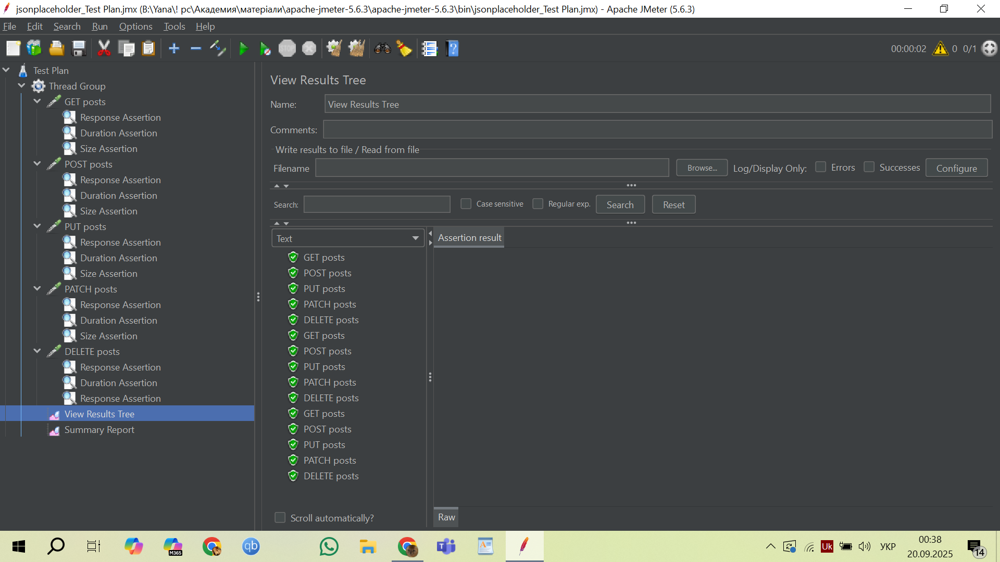 jsonplaceholder_Test Plan.jmx (B:\Yana\! pc\Академия\матеріали\apache-jmeter-5.6.3\apache-jmeter-5.6.3\bin\jsonplaceholder_Test Plan.jmx) - Apache JMeter (5.6.3)
File Edit Search Run Options Tools Help
STOP
00:00:02 0 0/1
Test Plan
Thread Group
GET posts
Response Assertion
Duration Assertion
Size Assertion
POST posts
Response Assertion
Duration Assertion
Size Assertion
PUT posts
Response Assertion
Duration Assertion
Size Assertion
PATCH posts
Response Assertion
Duration Assertion
Size Assertion
DELETE posts
Response Assertion
Duration Assertion
Response Assertion
View Results Tree
Summary Report
View Results Tree
Name: View Results Tree
Comments:
Write results to file / Read from file
Filename Browse... Log/Display Only: Errors Successes Configure
Search: Case sensitive Regular exp. Search Reset
Text
GET posts
POST posts
PUT posts
PATCH posts
DELETE posts
GET posts
POST posts
PUT posts
PATCH posts
DELETE posts
GET posts
POST posts
PUT posts
PATCH posts
DELETE posts
Scroll automatically?
Assertion result
Raw
M365
qb
Uk
УКР
00:38
20.09.2025
14